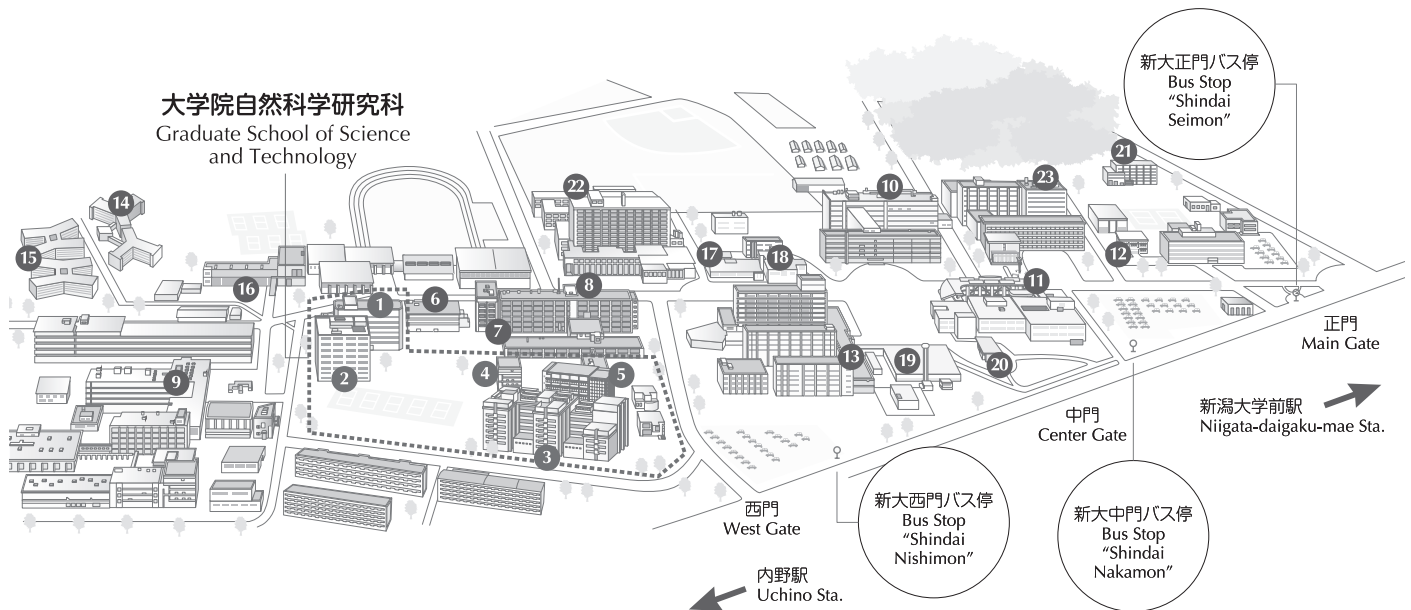 大学院自然科学研究科
Graduate School of Science
and Technology
新大正門バス停
Bus Stop
“Shindai
Seimon”
21
22
10
23
14
15
17
18
12
16
1
6
8
11
7
正門
Main Gate
2
4
5
13
19
20
9
3
中門
Center Gate
新潟大学前駅
Niigata-daigaku-mae Sta.
西門
West Gate
新大西門バス停
Bus Stop
“Shindai
Nishimon”
新大中門バス停
Bus Stop
“Shindai
Nakamon”
内野駅
Uchino Sta.